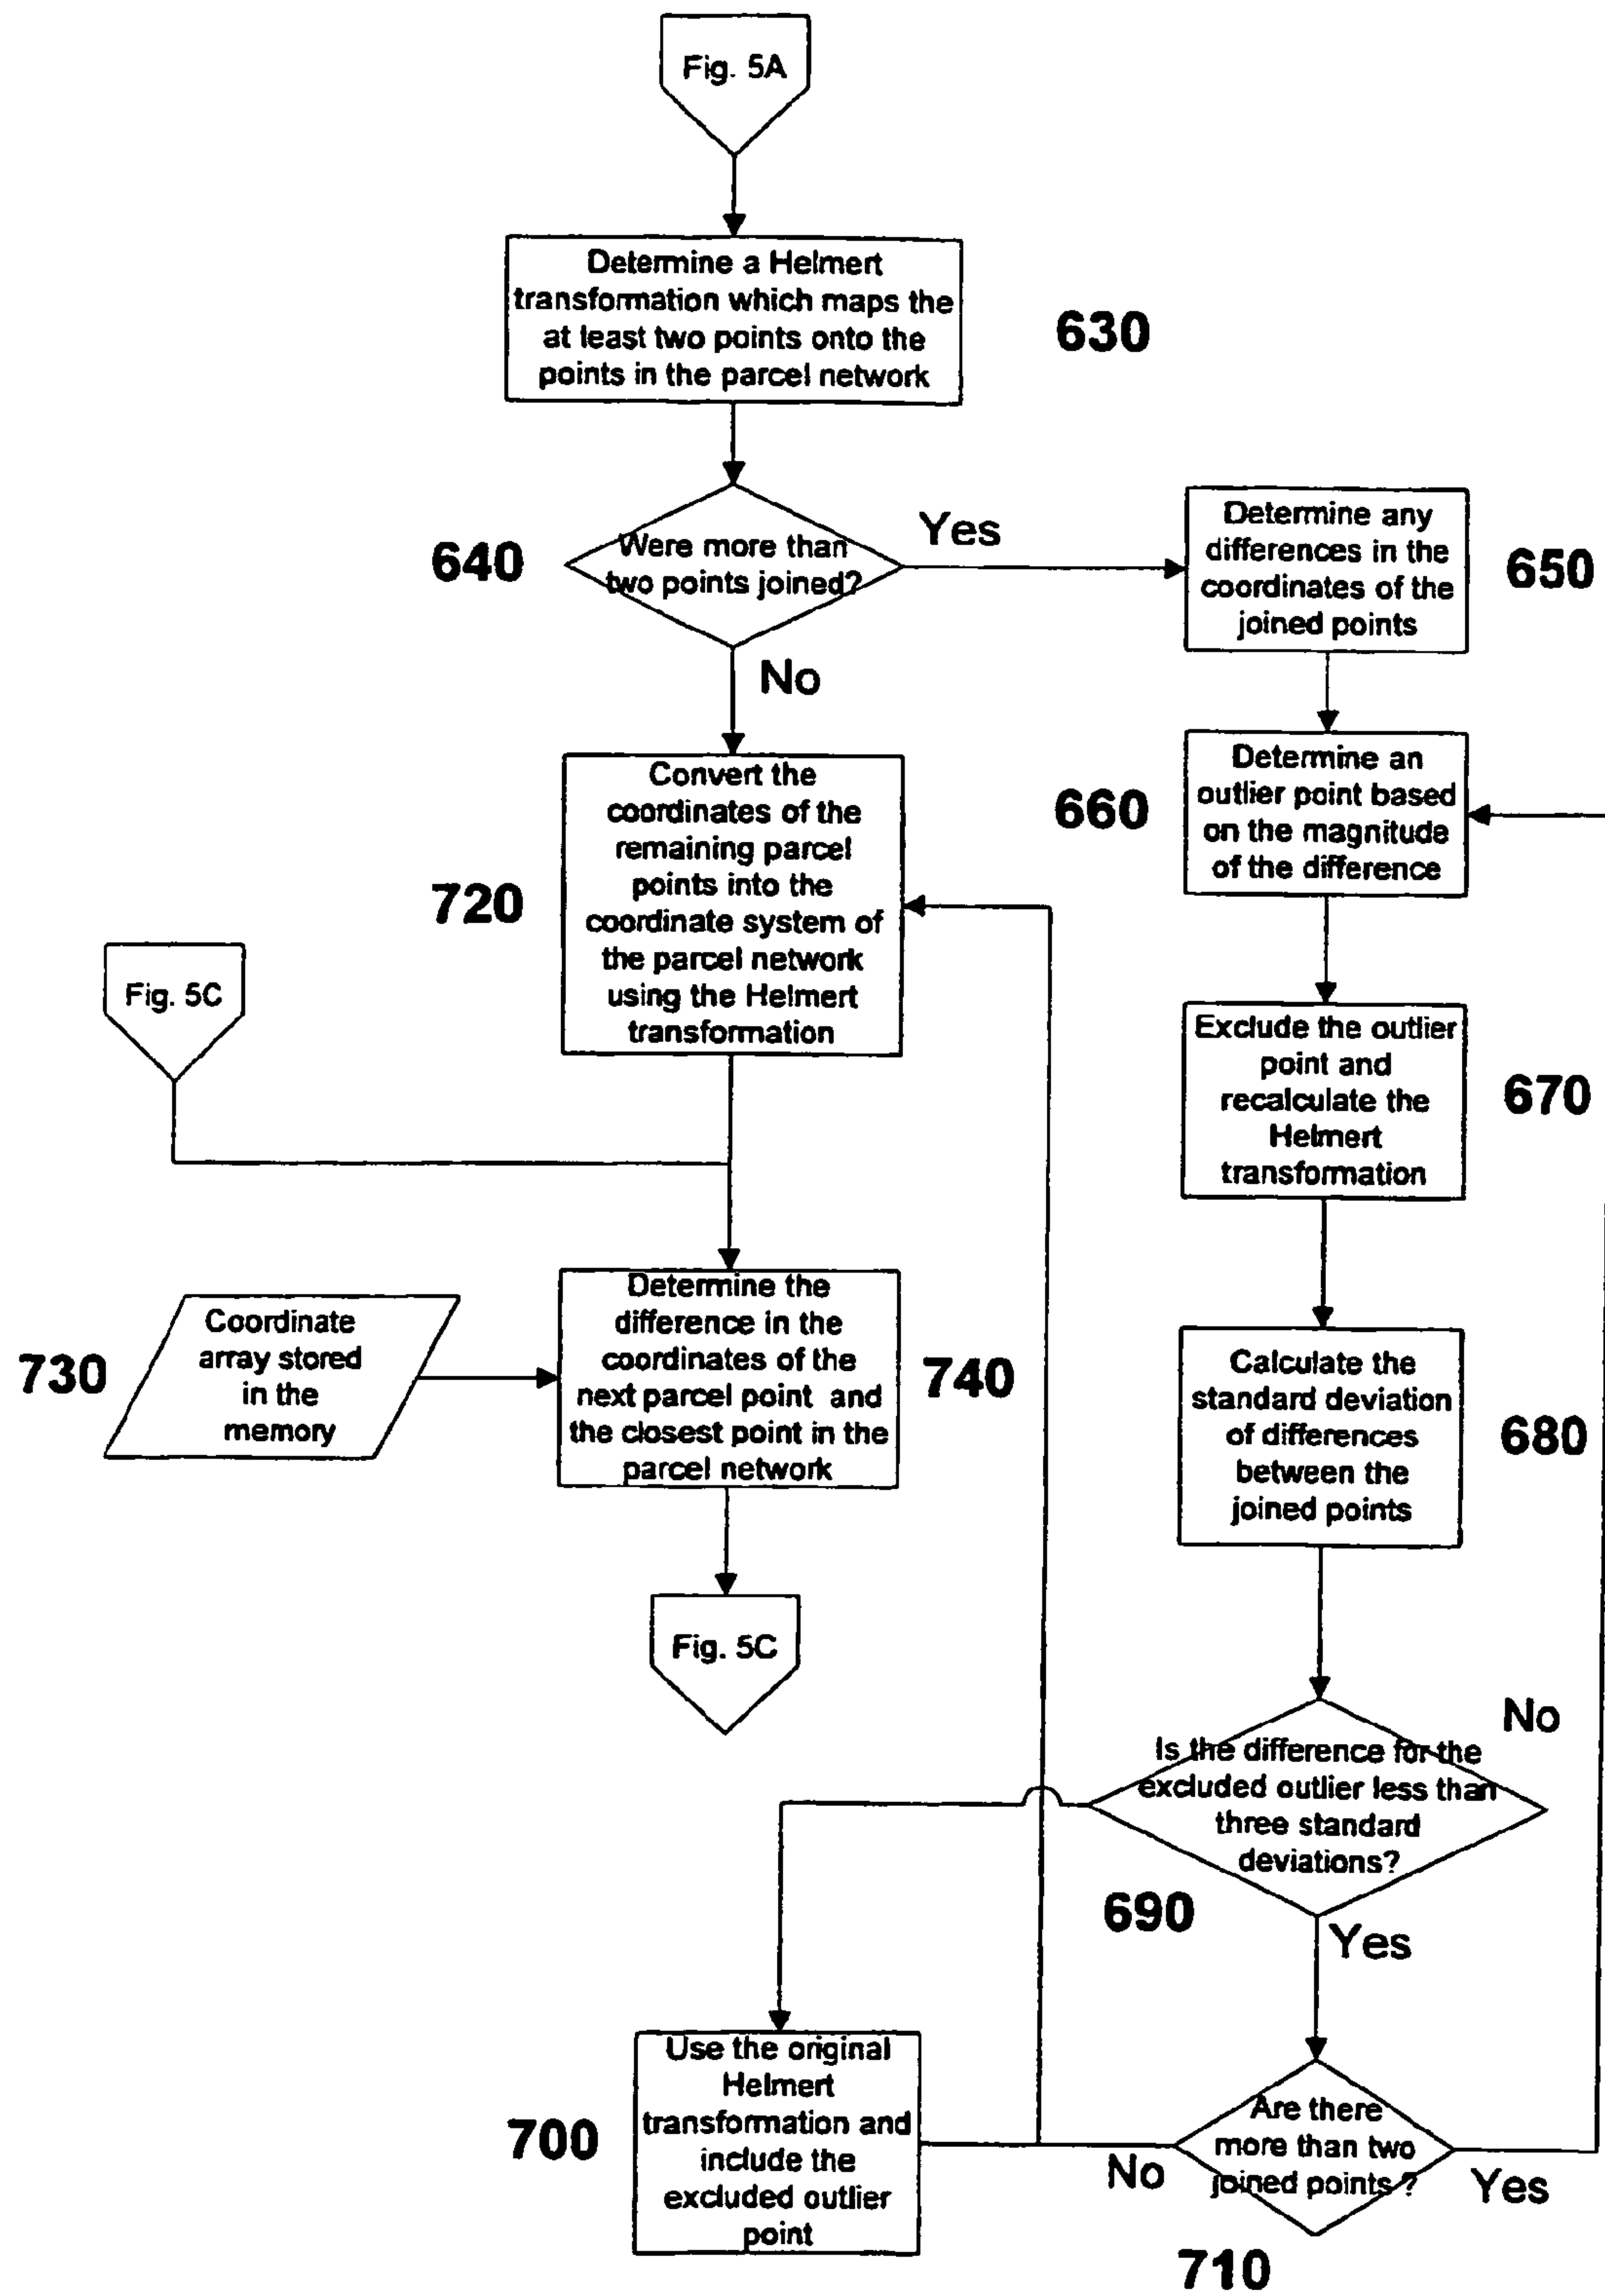 Fig. 5A
Determine a Helmert
transformation which maps the
at least two points onto the
points in the parcel network
630
640
Were more than
two points joined?
Yes
No
Determine any
differences in the
coordinates of the
joined points
650
Convert the
coordinates of the
remaining parcel
points into the
coordinate system of
the parcel network
using the Helmert
transformation
720
660
Determine an
outlier point based
on the magnitude
of the difference
Fig. 5C
Exclude the outlier
point and
recalculate the
Helmert
transformation
670
730
Coordinate
array stored
in the
memory
Determine the
difference in the
coordinates of the
next parcel point and
the closest point in the
parcel network
740
Calculate the
standard deviation
of differences
between the
joined points
680
Fig. 5C
No
Is the difference for the
excluded outlier less than
three standard
deviations?
690
Yes
700
Use the original
Helmert
transformation and
include the
excluded outlier
point
No
Are there
more than two
joined points ?
Yes
710